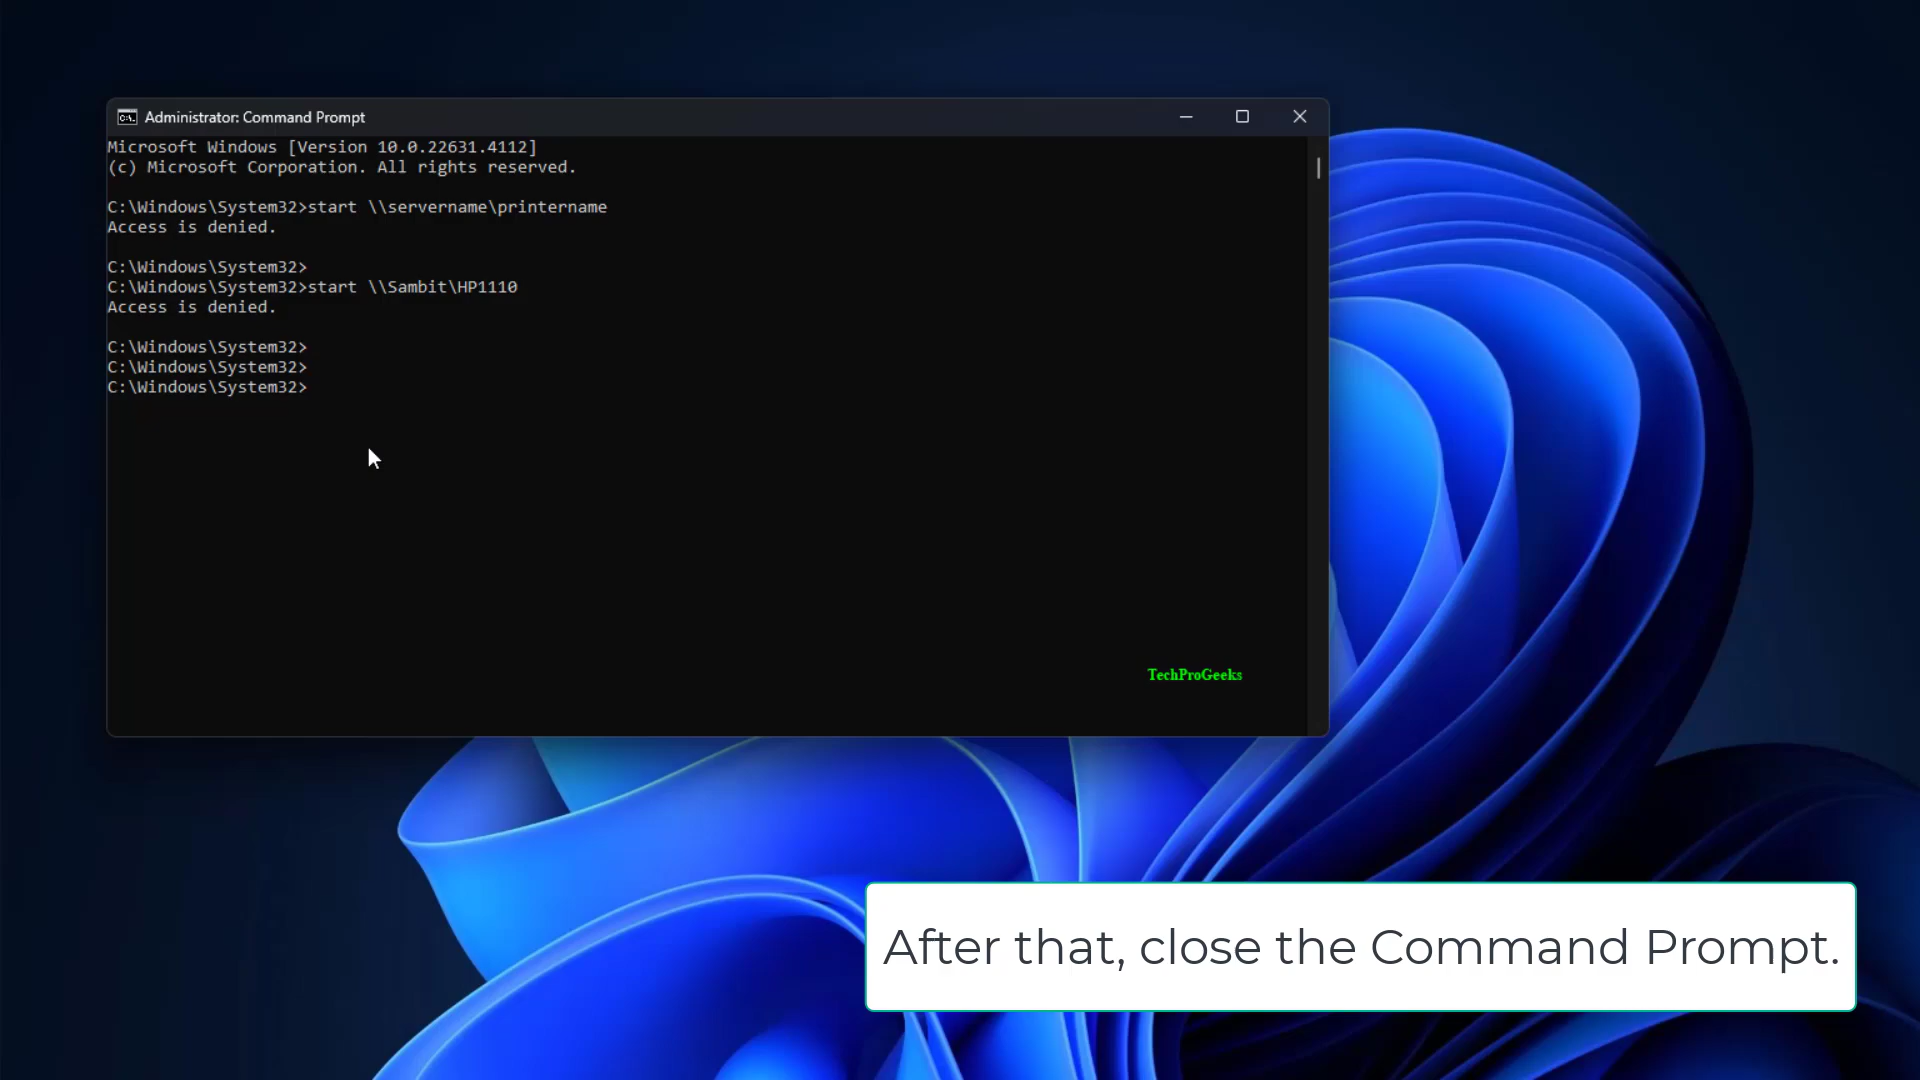 Administrator: Command Prompt
Microsoft Windows [Version 10.0.22631.4112]
(c) Microsoft Corporation. All rights reserved.
C:\Windows\System32>start \\servername\printername
Access is denied.
C:\Windows\System32>
C:\Windows\System32>start \\Sambit\HP1110
Access is denied.
C:\Windows\System32>
C:\Windows\System32>
C:\Windows\System32>
TechProGeeks
After that, close the Command Prompt.